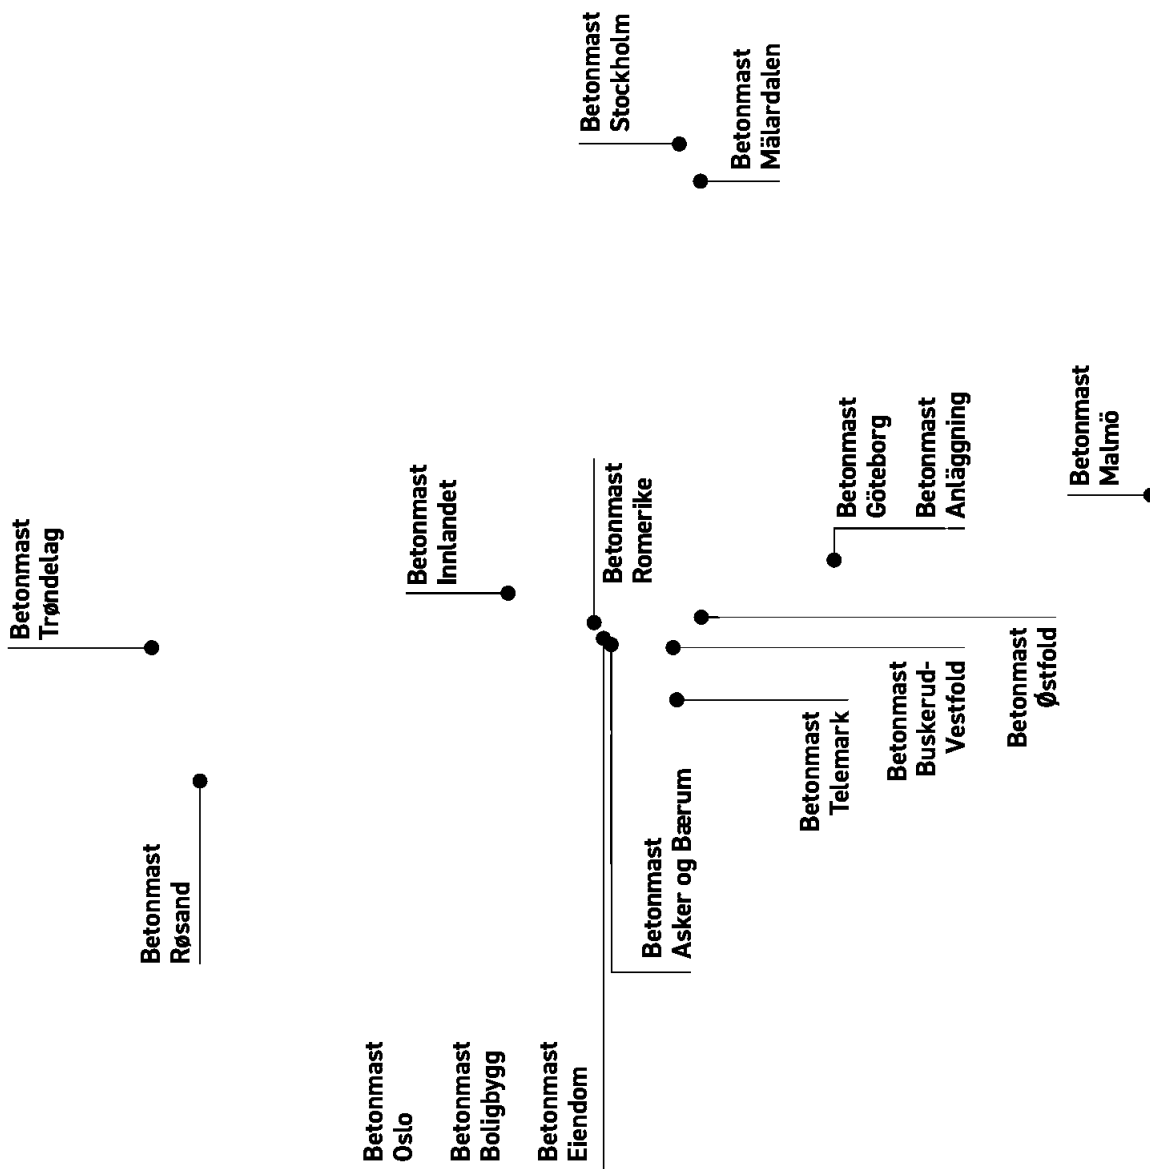 Betonmast
Trøndelag
Betonmast
Røsand
Betonmast
Oslo
Betonmast
Boligbygg
Betonmast
Eiendom
Betonmast
Innlandet
Betonmast
Romerike
Betonmast
Asker og Bærum
Betonmast
Telemark
Betonmast
Buskerud-
Vestfold
Betonmast
Østfold
Betonmast
Stockholm
Betonmast
Mälardalen
Betonmast
Göteborg
Betonmast
Anläggning
Betonmast
Malmö